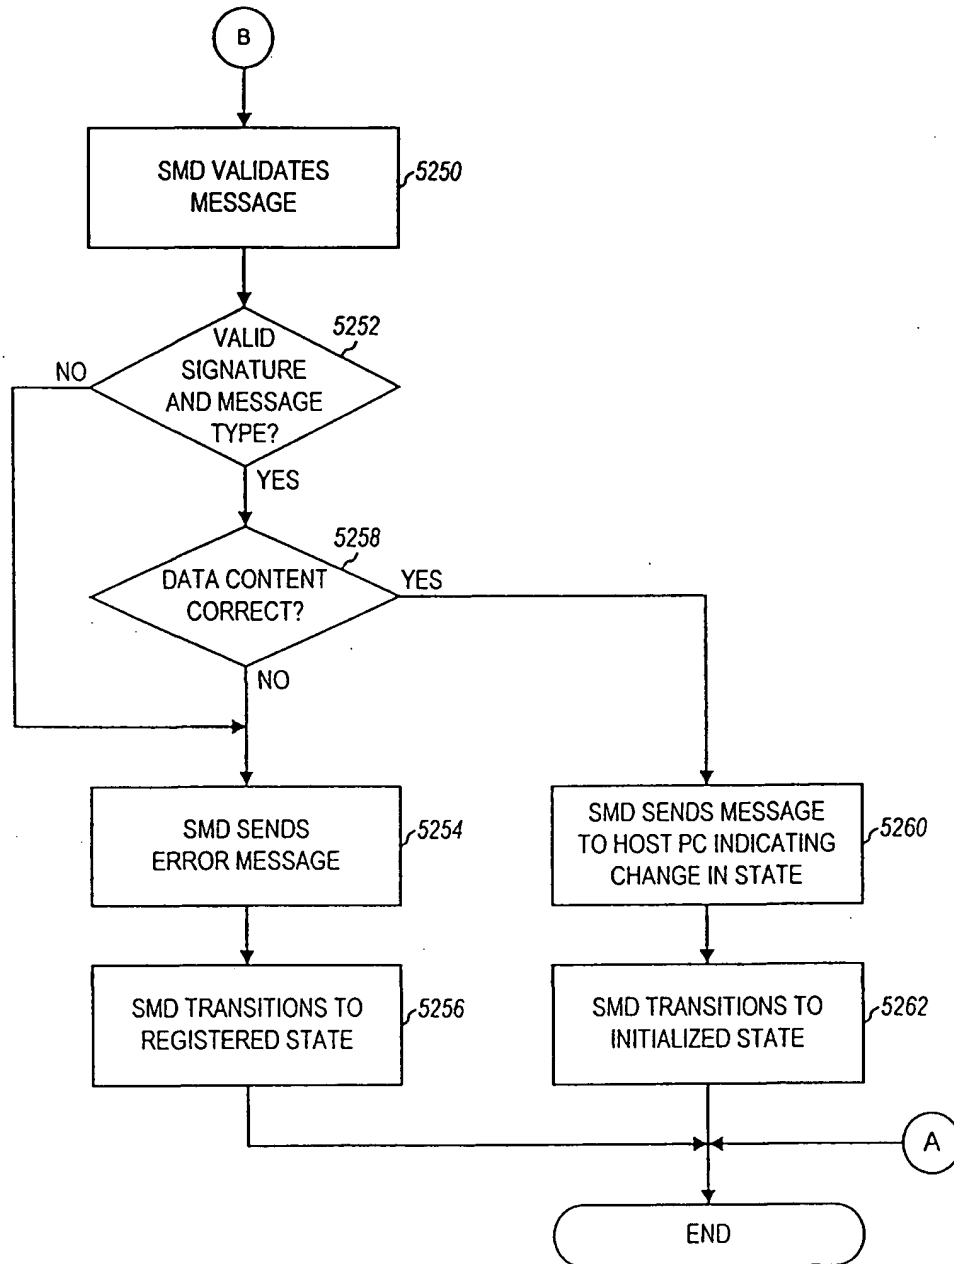 B
SMD VALIDATES
MESSAGE
5250
VALID
SIGNATURE
AND MESSAGE
TYPE?
5252
NO
YES
DATA CONTENT
CORRECT?
5258
YES
NO
SMD SENDS
ERROR MESSAGE
5254
SMD SENDS MESSAGE
TO HOST PC INDICATING
CHANGE IN STATE
5260
SMD TRANSITIONS TO
REGISTERED STATE
5256
SMD TRANSITIONS TO
INITIALIZED STATE
5262
A
END